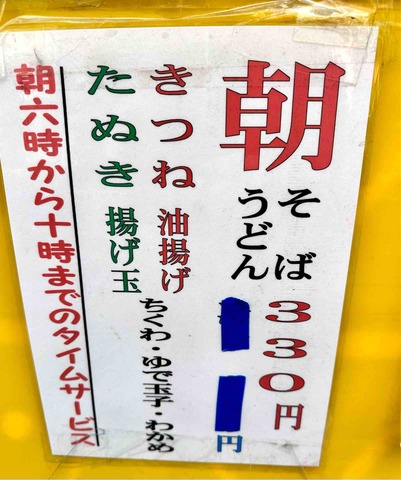 朝
そば
うどん
330円
円
きつね 油揚げ
たぬき 揚げ玉
ちくわ・ゆで玉子・わかめ
朝六時から十時までのタイムサービス